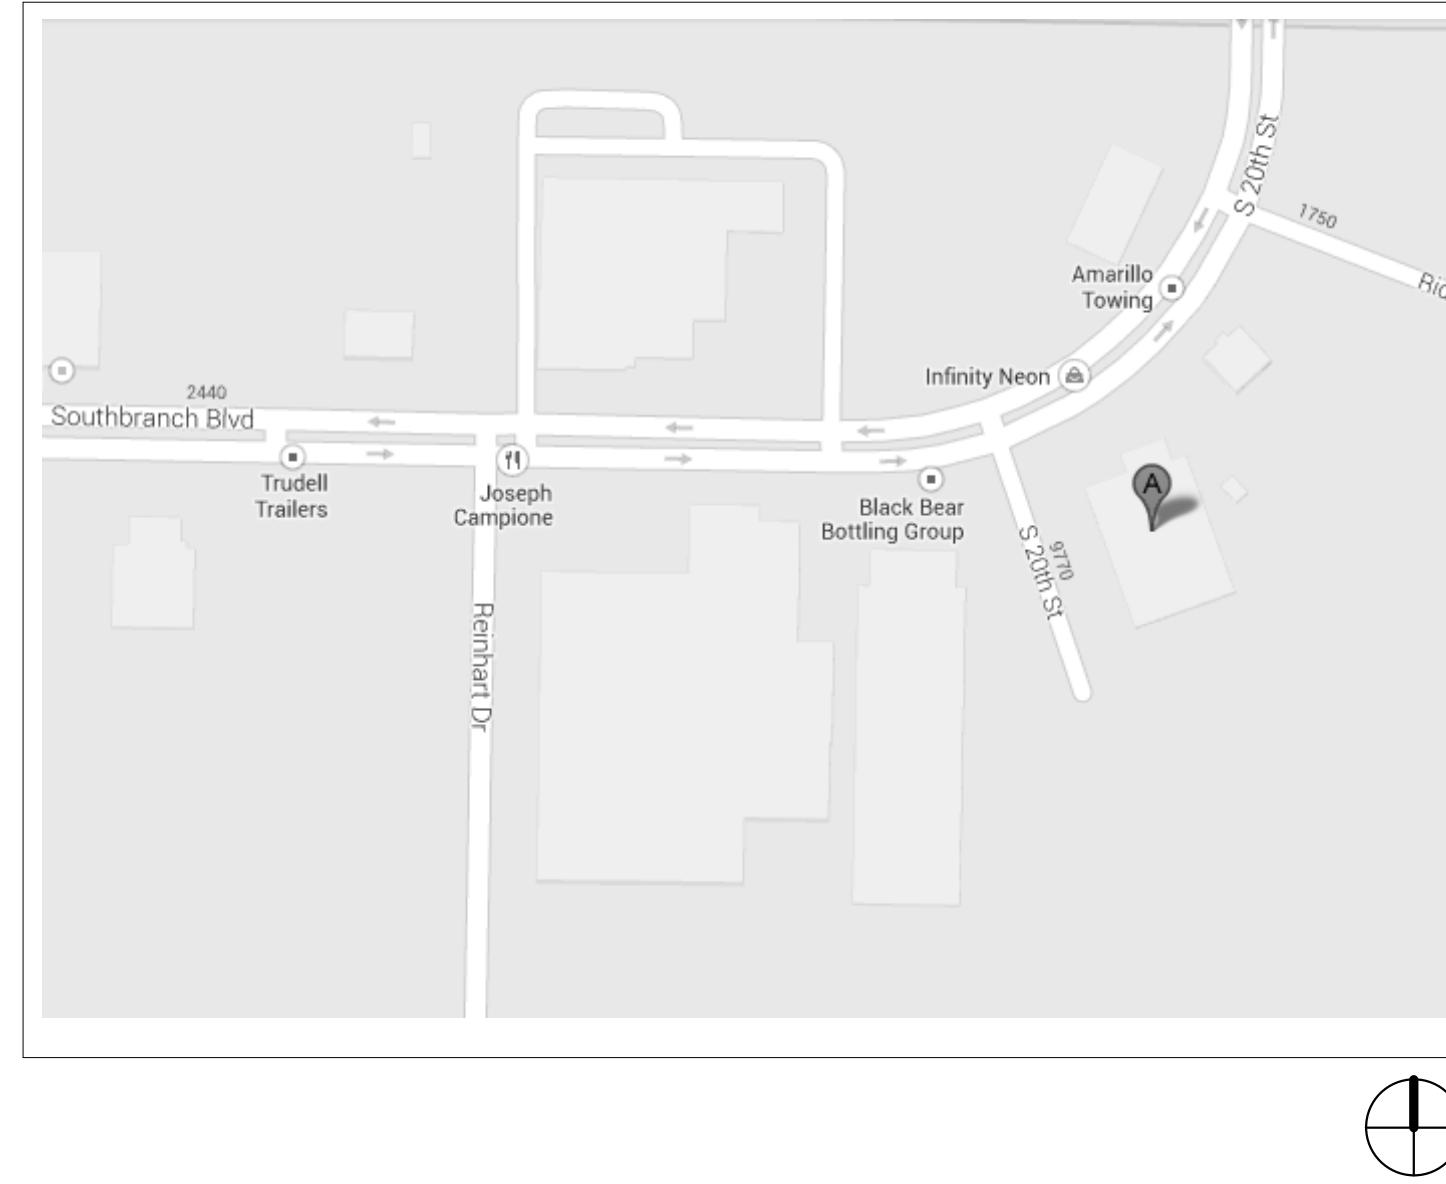 S 20th St
1750
Amarillo
Towing
Infinity Neon
2440
Southbranch Blvd
Trudell
Trailers
Joseph
Campione
Black Bear
Bottling Group
A
9770
S 20th St
Reinhart Dr